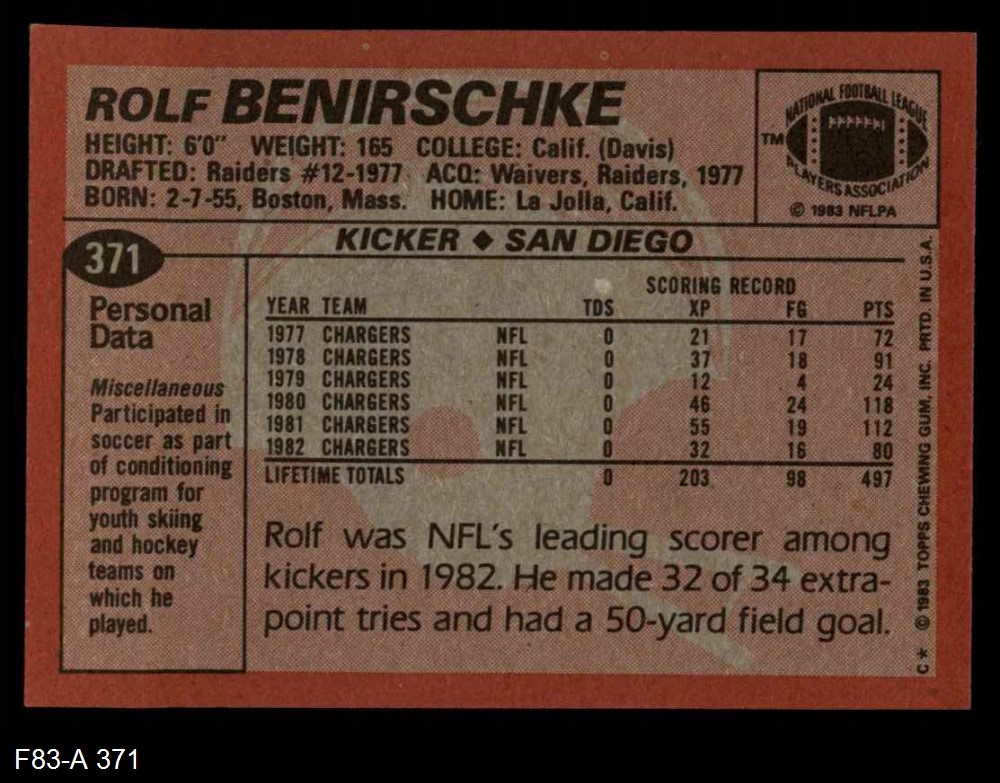 ROLF BENIRSCHKE
HEIGHT: 6'0" WEIGHT: 165 COLLEGE: Calif. (Davis)
DRAFTED: Raiders #12-1977 ACQ: Waivers, Raiders, 1977
BORN: 2-7-55, Boston, Mass. HOME: La Jolla, Calif.
NATIONAL FOOTBALL LEAGUE
TM
PLAYERS ASSOCIATION
© 1983 NFLPA
371
KICKER ◆ SAN DIEGO
Personal
Data
Miscellaneous
Participated in
soccer as part
of conditioning
program for
youth skiing
and hockey
teams on
which he
played.
SCORING RECORD
YEAR TEAM TDS XP FG PTS
1977 CHARGERS NFL 0 21 17 72
1978 CHARGERS NFL 0 37 18 91
1979 CHARGERS NFL 0 12 4 24
1980 CHARGERS NFL 0 46 24 118
1981 CHARGERS NFL 0 55 19 112
1982 CHARGERS NFL 0 32 16 80
LIFETIME TOTALS 0 203 98 497
Rolf was NFL's leading scorer among
kickers in 1982. He made 32 of 34 extra-
point tries and had a 50-yard field goal.
C* © 1983 TOPPS CHEWING GUM, INC. PRTD. IN U.S.A.
F83-A 371